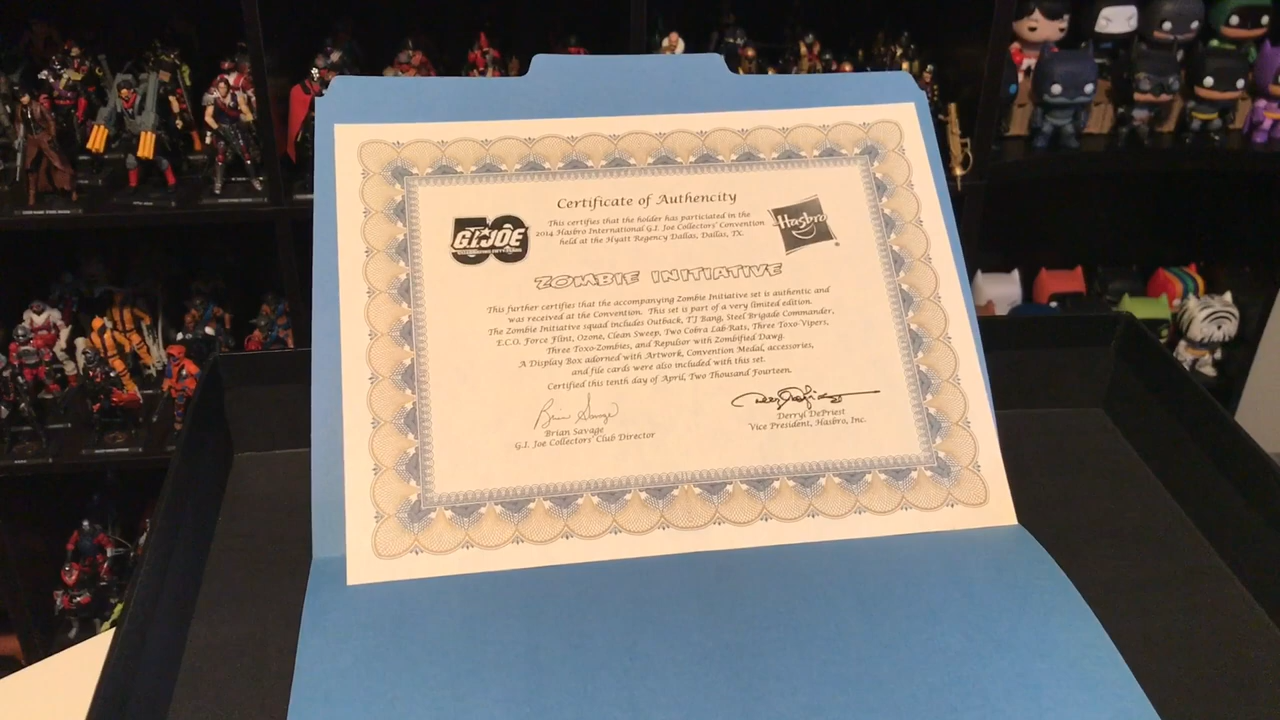 Certificate of Authencity
This certifies that the holder has particiated in the
2014 Hasbro International G.I. Joe Collectors' Convention
held at the Hyatt Regency Dallas, Dallas, TX.
50
G.I. JOE
Hasbro
ZOMBIE INITIATIVE
This further certifies that the accompanying Zombie Initiative set is authentic and
was received at the Convention. This set is part of a very limited edition.
The Zombie Initiative squad includes Outback, T.J Bang, Steel Brigade Commander,
E.C.O. Force Flint, Ozone, Clean Sweep, Two Cobra Lab-Rats, Three Toxo-Vipers,
Three Toxo-Zombies, and Repulsor with Zombified Dawg.
A Display Box adorned with Artwork, Convention Medal, accessories,
and file cards were also included with this set.
Certified this tenth day of April, Two Thousand Fourteen.
Brian Savage
Brian Savage
G.I. Joe Collectors' Club Director
Derryl DePriest
Vice President, Hasbro, Inc.